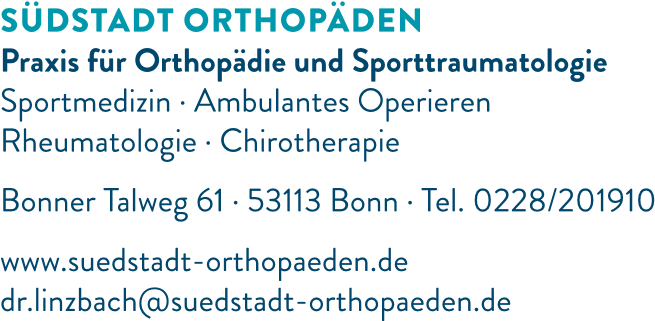 SÜDSTADT ORTHOPÄDEN
Praxis für Orthopädie und Sporttraumatologie
Sportmedizin · Ambulantes Operieren
Rheumatologie · Chirotherapie
Bonner Talweg 61 · 53113 Bonn · Tel. 0228/201910
www.suedstadt-orthopaeden.de
dr.linzbach@suedstadt-orthopaeden.de